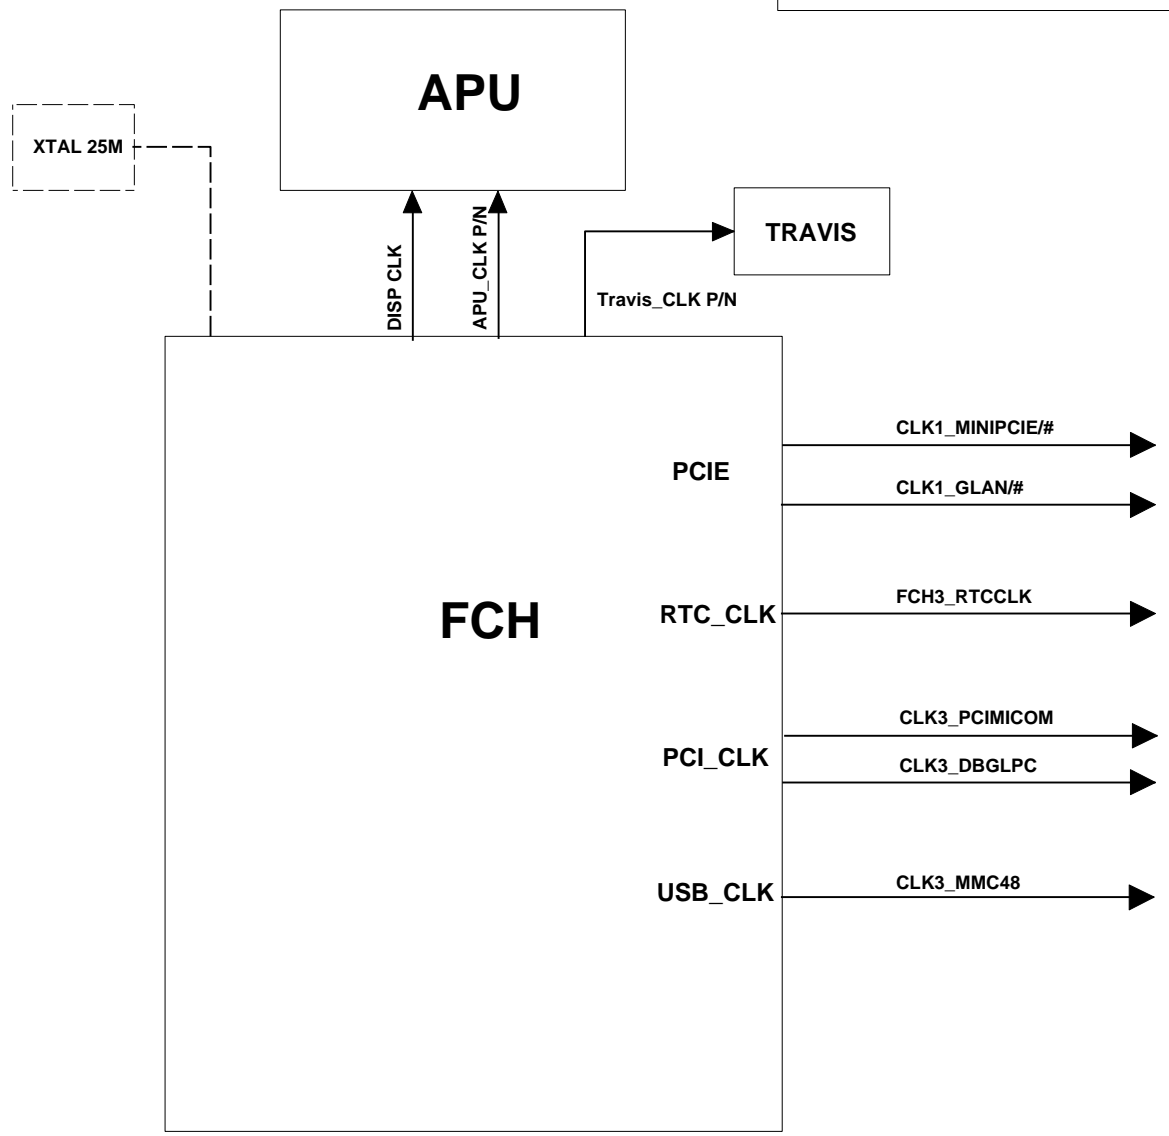 APU
XTAL 25M
TRAVIS
DISP CLK
APU_CLK P/N
Travis_CLK P/N
CLK1_MINIPCIE/#
PCIE
CLK1_GLAN/#
FCH
RTC_CLK
FCH3_RTCCLK
CLK3_PCIMICOM
PCI_CLK
CLK3_DBGLPC
USB_CLK
CLK3_MMC48